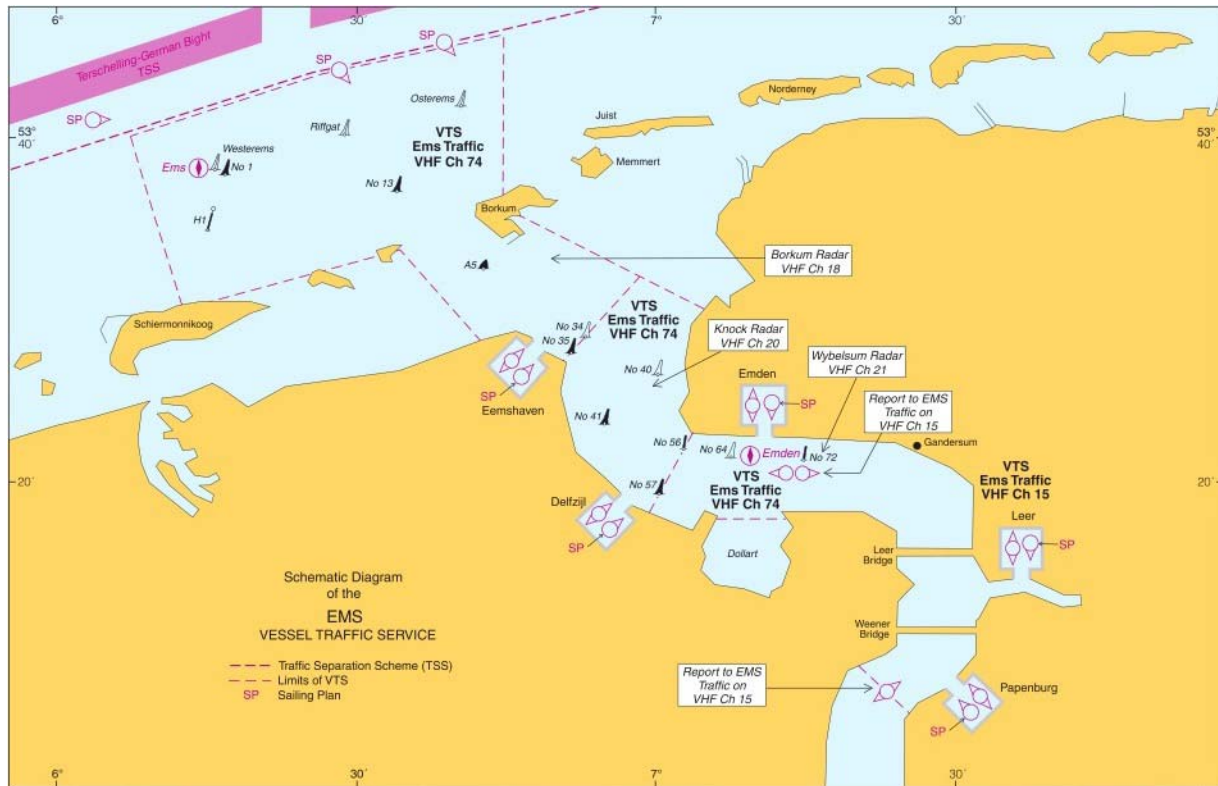 6°
30´
7°
30´
Terschelling-German Bight
TSS
SP
SP
SP
53°
40´
40´
Osterems
Riffgat
VTS
Ems Traffic
VHF Ch 74
Westerems
Ems
No 1
No 13
H1
Norderney
Juist
Memmert
Borkum
A5
Borkum Radar
VHF Ch 18
Schiermonnikoog
VTS
Ems Traffic
VHF Ch 74
No 34
No 35
No 40
Knock Radar
VHF Ch 20
Wybelsum Radar
VHF Ch 21
SP
Eemshaven
Emden
SP
Report to EMS
Traffic on
VHF Ch 15
No 41
No 56
No 64
Emden
No 72
Gandersum
20´
20´
No 57
VTS
Ems Traffic
VHF Ch 74
VTS
Ems Traffic
VHF Ch 15
Delfzijl
SP
Leer
SP
Dollart
Leer
Bridge
Schematic Diagram
of the
EMS
VESSEL TRAFFIC SERVICE
Weener
Bridge
Traffic Separation Scheme (TSS)
Limits of VTS
SP Sailing Plan
Report to EMS
Traffic on
VHF Ch 15
Papenburg
SP
6°
30´
7°
30´